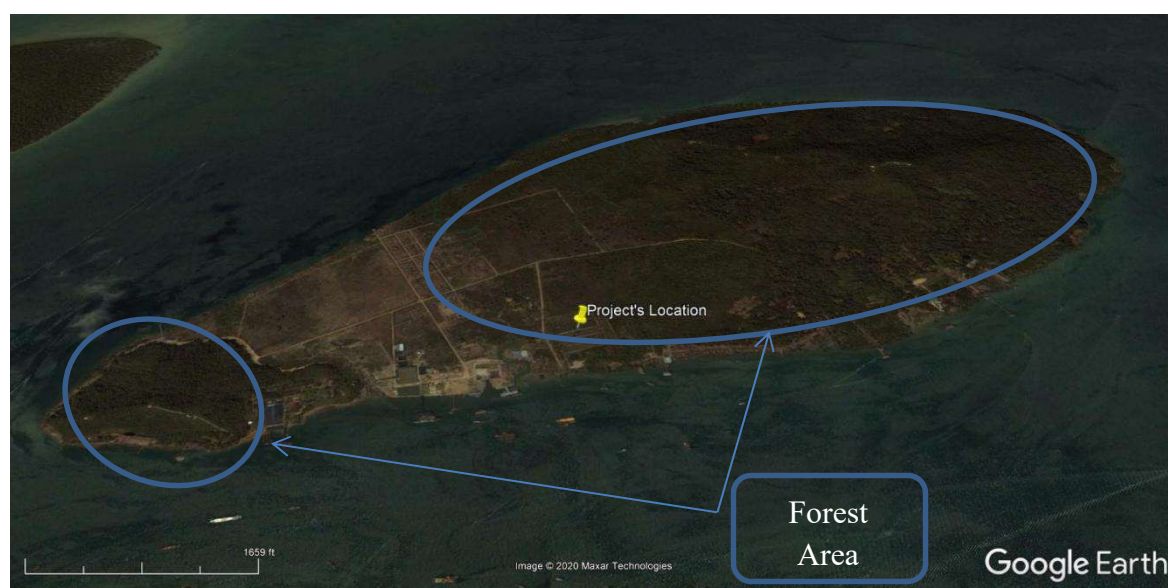 Project's Location
Forest
Area
1659 ft
Image © 2020 Maxar Technologies
Google Earth